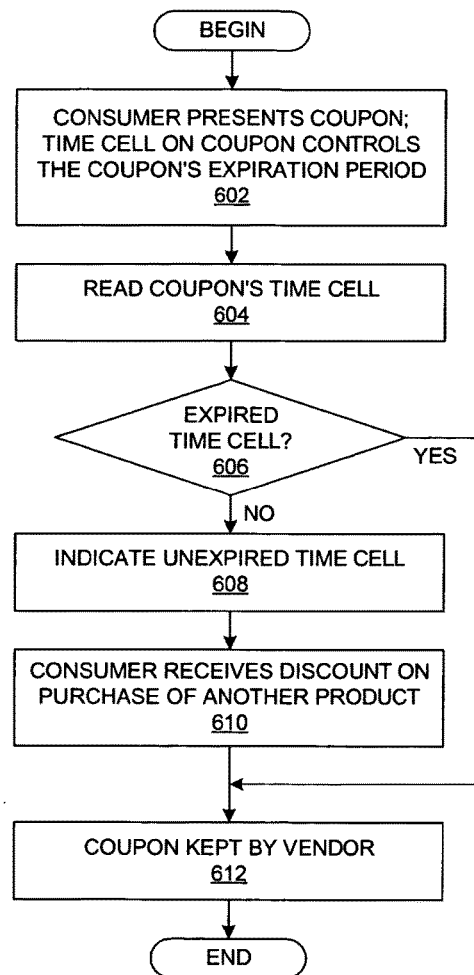 BEGIN
CONSUMER PRESENTS COUPON;
TIME CELL ON COUPON CONTROLS
THE COUPON'S EXPIRATION PERIOD
602
READ COUPON'S TIME CELL
604
EXPIRED
TIME CELL?
606
YES
NO
INDICATE UNEXPIRED TIME CELL
608
CONSUMER RECEIVES DISCOUNT ON
PURCHASE OF ANOTHER PRODUCT
610
COUPON KEPT BY VENDOR
612
END